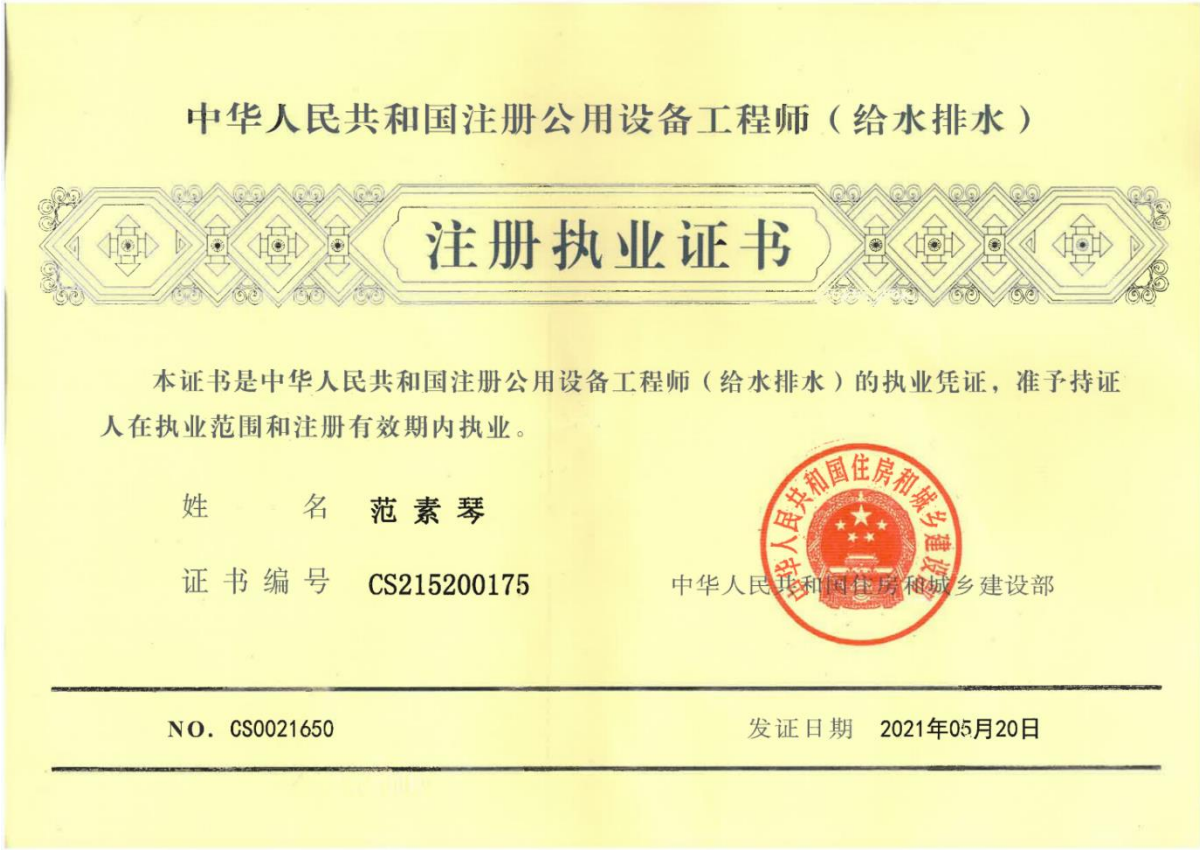 中华人民共和国注册公用设备工程师（给水排水）
注册执业证书
本证书是中华人民共和国注册公用设备工程师（给水排水）的执业凭证，准予持证
人在执业范围和注册有效期内执业。
姓 名 范素琴
证书编号 CS215200175
中华人民共和国住房和城乡建设部
中华人民共和国住房和城乡建设部
NO. CS0021650
发证日期 2021年05月20日